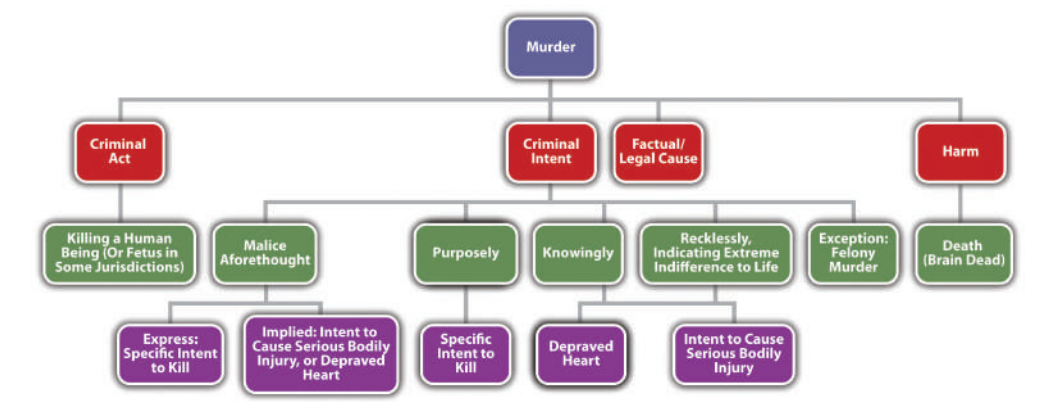 Murder
Criminal
Act
Criminal
Intent
Factual/
Legal Cause
Harm
Killing a Human
Being (Or Fetus in
Some Jurisdictions)
Malice
Aforethought
Purposely
Knowingly
Recklessly,
Indicating Extreme
Indifference to Life
Exception:
Felony
Murder
Death
(Brain Dead)
Express:
Specific Intent
to Kill
Implied: Intent to
Cause Serious Bodily
Injury, or Depraved
Heart
Specific
Intent to
Kill
Depraved
Heart
Intent to Cause
Serious Bodily
Injury